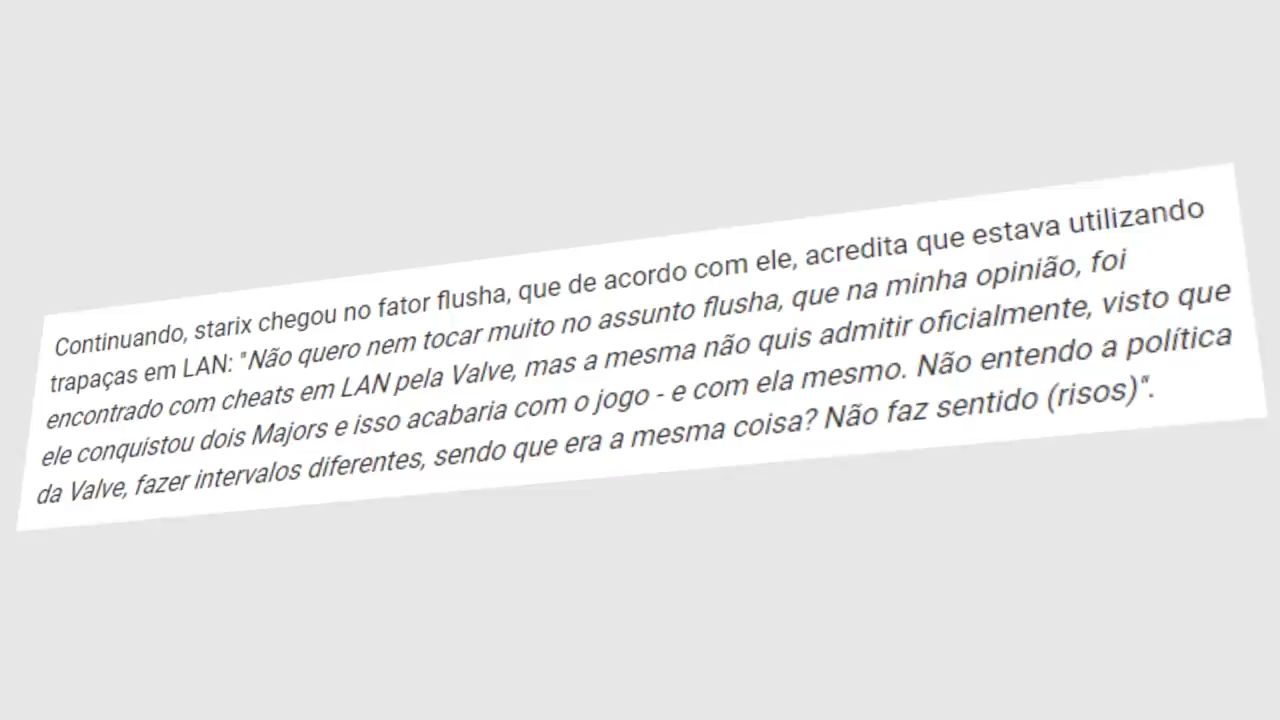 Continuando, starix chegou no fator flusha, que de acordo com ele, acredita que estava utilizando
trapaças em LAN: "Não quero nem tocar muito no assunto flusha, que na minha opinião, foi
encontrado com cheats em LAN pela Valve, mas a mesma não quis admitir oficialmente, visto que
ele conquistou dois Majors e isso acabaria com o jogo - e com ela mesmo. Não entendo a política
da Valve, fazer intervalos diferentes, sendo que era a mesma coisa? Não faz sentido (risos)".